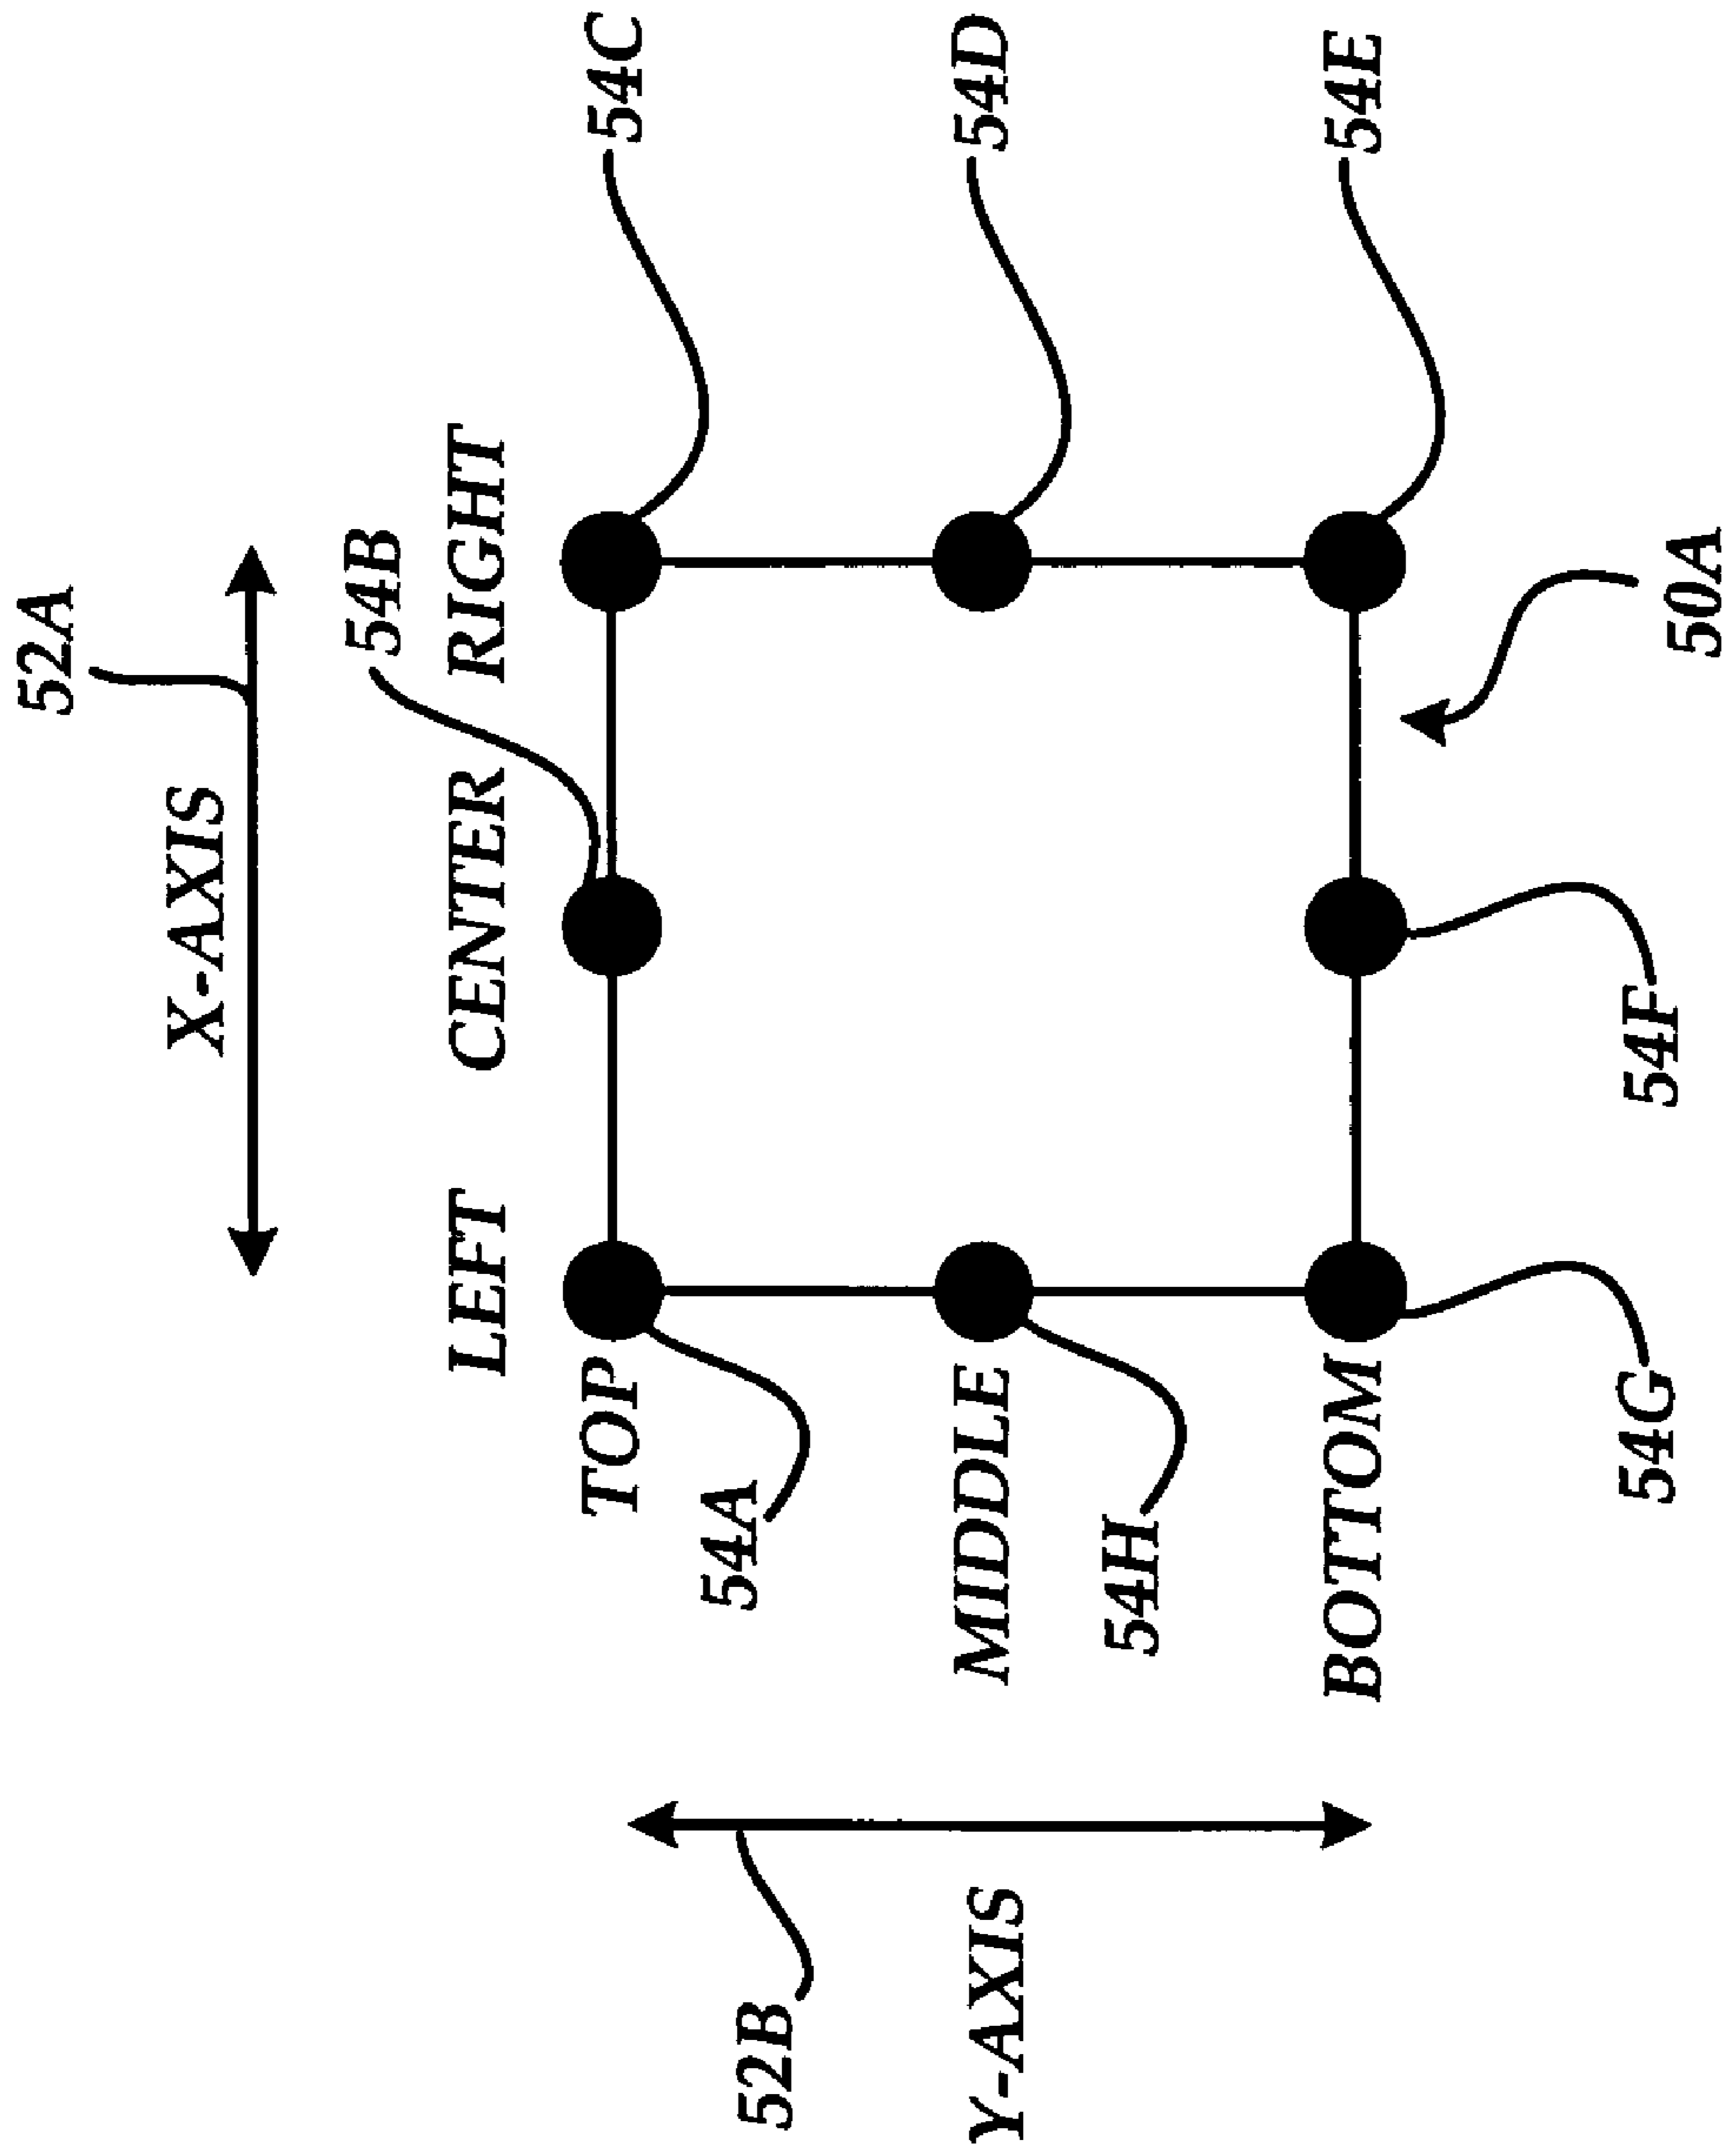 52A
X-AXIS
54B
LEFT CENTER RIGHT
TOP
54C
54A
MIDDLE
54D
54H
BOTTOM
54E
52B
Y-AXIS
54G
54F
50A